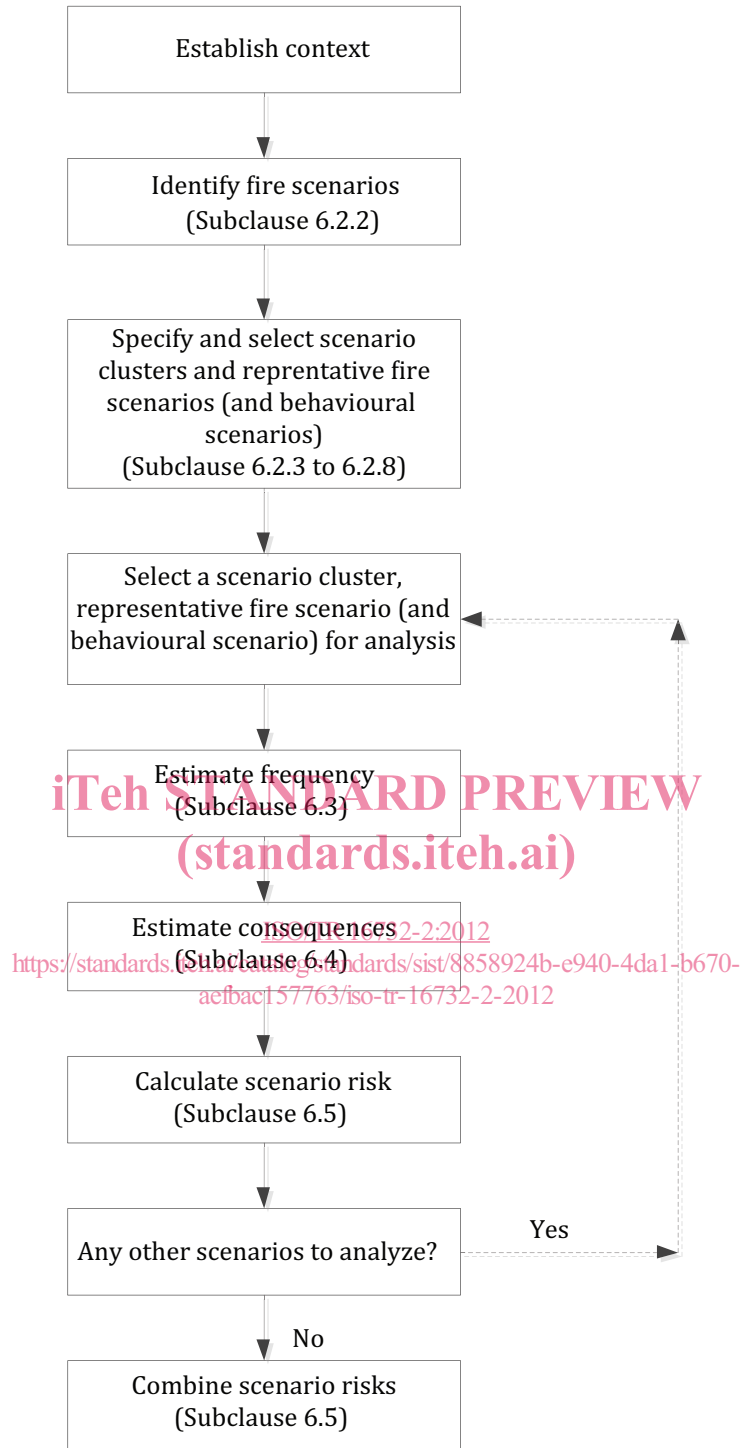 Establish context
Identify fire scenarios
(Subclause 6.2.2)
Specify and select scenario
clusters and reprentative fire
scenarios (and behavioural
scenarios)
(Subclause 6.2.3 to 6.2.8)
Select a scenario cluster,
representative fire scenario (and
behavioural scenario) for analysis
Estimate frequency
iTeh STANDARD PREVIEW
(Subclause 6.3)
(standards.iteh.ai)
Estimate consequences
ISO/TR 16732-2:2012
(Subclause 6.4)
https://standards.iteh.ai/catalog/standards/sist/8858924b-e940-4da1-b670-
aefbac157763/iso-tr-16732-2-2012
Calculate scenario risk
(Subclause 6.5)
Any other scenarios to analyze?
Yes
No
Combine scenario risks
(Subclause 6.5)